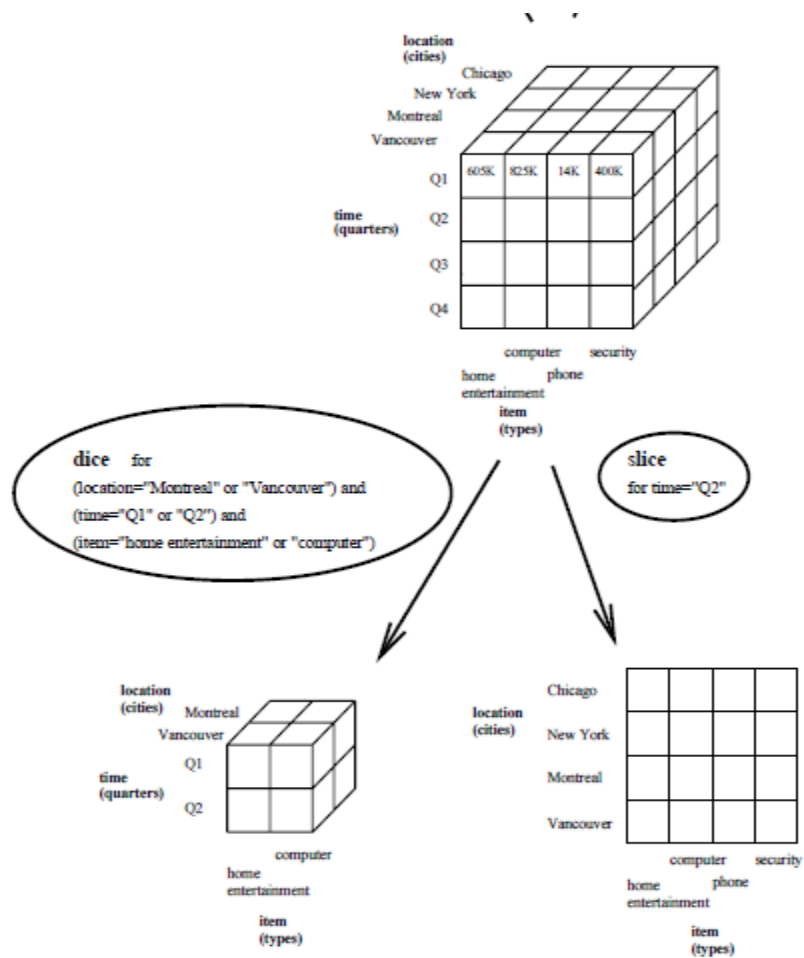 location
(cities)
Chicago
New York
Montreal
Vancouver
Q1 605K 825K 14K 400K
time
(quarters)
Q2
Q3
Q4
computer security
home phone
entertainment
item
(types)
dice for
(location="Montreal" or "Vancouver") and
(time="Q1" or "Q2") and
(item="home entertainment" or "computer")
slice
for time="Q2"
location
(cities)
Montreal
Vancouver
Q1
time
(quarters)
Q2
computer
home
entertainment
item
(types)
Chicago
location
(cities)
New York
Montreal
Vancouver
computer security
home phone
entertainment
item
(types)